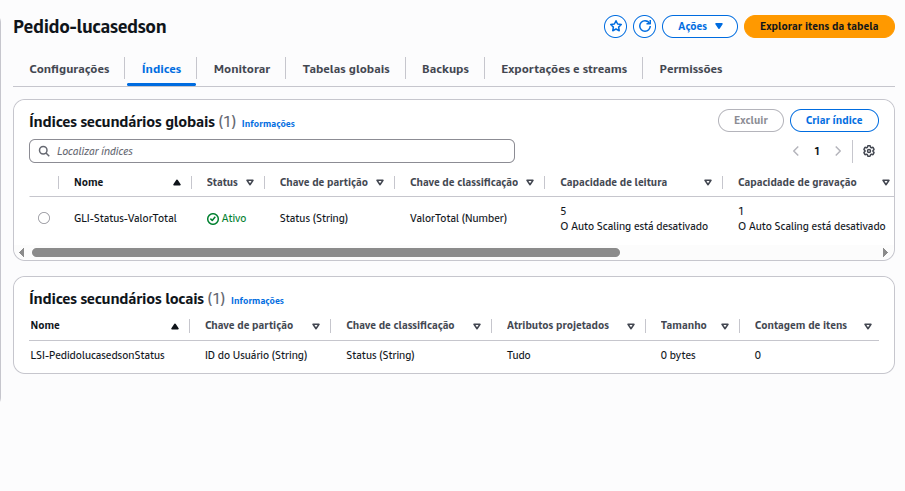 Pedido-lucasedson
Ações
Explorar itens da tabela
Configurações
Índices
Monitorar
Tabelas globais
Backups
Exportações e streams
Permissões
Índices secundários globais (1) Informações
Excluir
Criar índice
Localizar índices
1
Nome Status Chave de partição Chave de classificação Capacidade de leitura Capacidade de gravação
GLI-Status-ValorTotal Ativo Status (String) ValorTotal (Number) 5 1
O Auto Scaling está desativado O Auto Scaling está desativado
Índices secundários locais (1) Informações
Nome Chave de partição Chave de classificação Atributos projetados Tamanho Contagem de itens
LSI-PedidolucasedsonStatus ID do Usuário (String) Status (String) Tudo 0 bytes 0